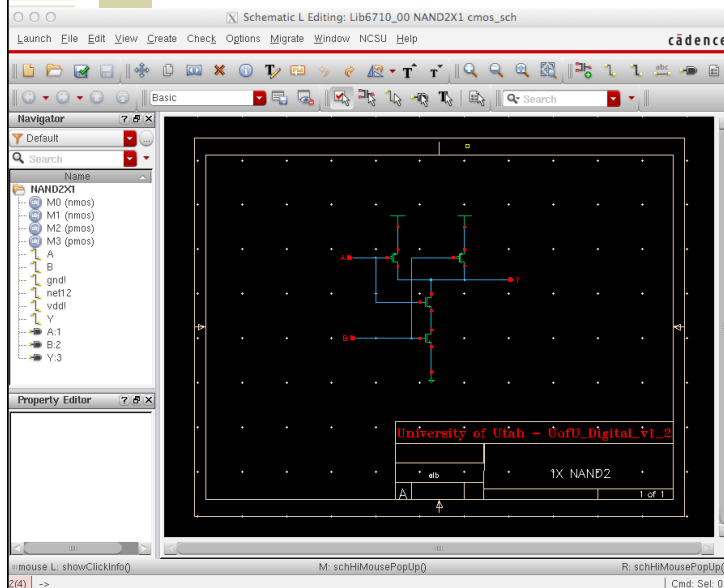 Schematic L Editing: Lib6710_00 NAND2X1 cmos_sch
Launch File Edit View Create Check Options Migrate Window NCSU Help
cādence
abc
Basic
Search
Navigator
Default
Search
Name
NAND2X1
M0 (nmos)
M1 (nmos)
M2 (pmos)
M3 (pmos)
A
B
gnd!
net12
vdd!
Y
A:1
B:2
Y:3
Property Editor
A
Y
B
University of Utah - UofU_Digital_v1_2
elb
1X NAND2
A
1 of 1
mouse L: showClickInfo()
M: schHiMousePopUp()
R: schHiMousePopUp()
2(4) ->
Cmd: Sel: 0